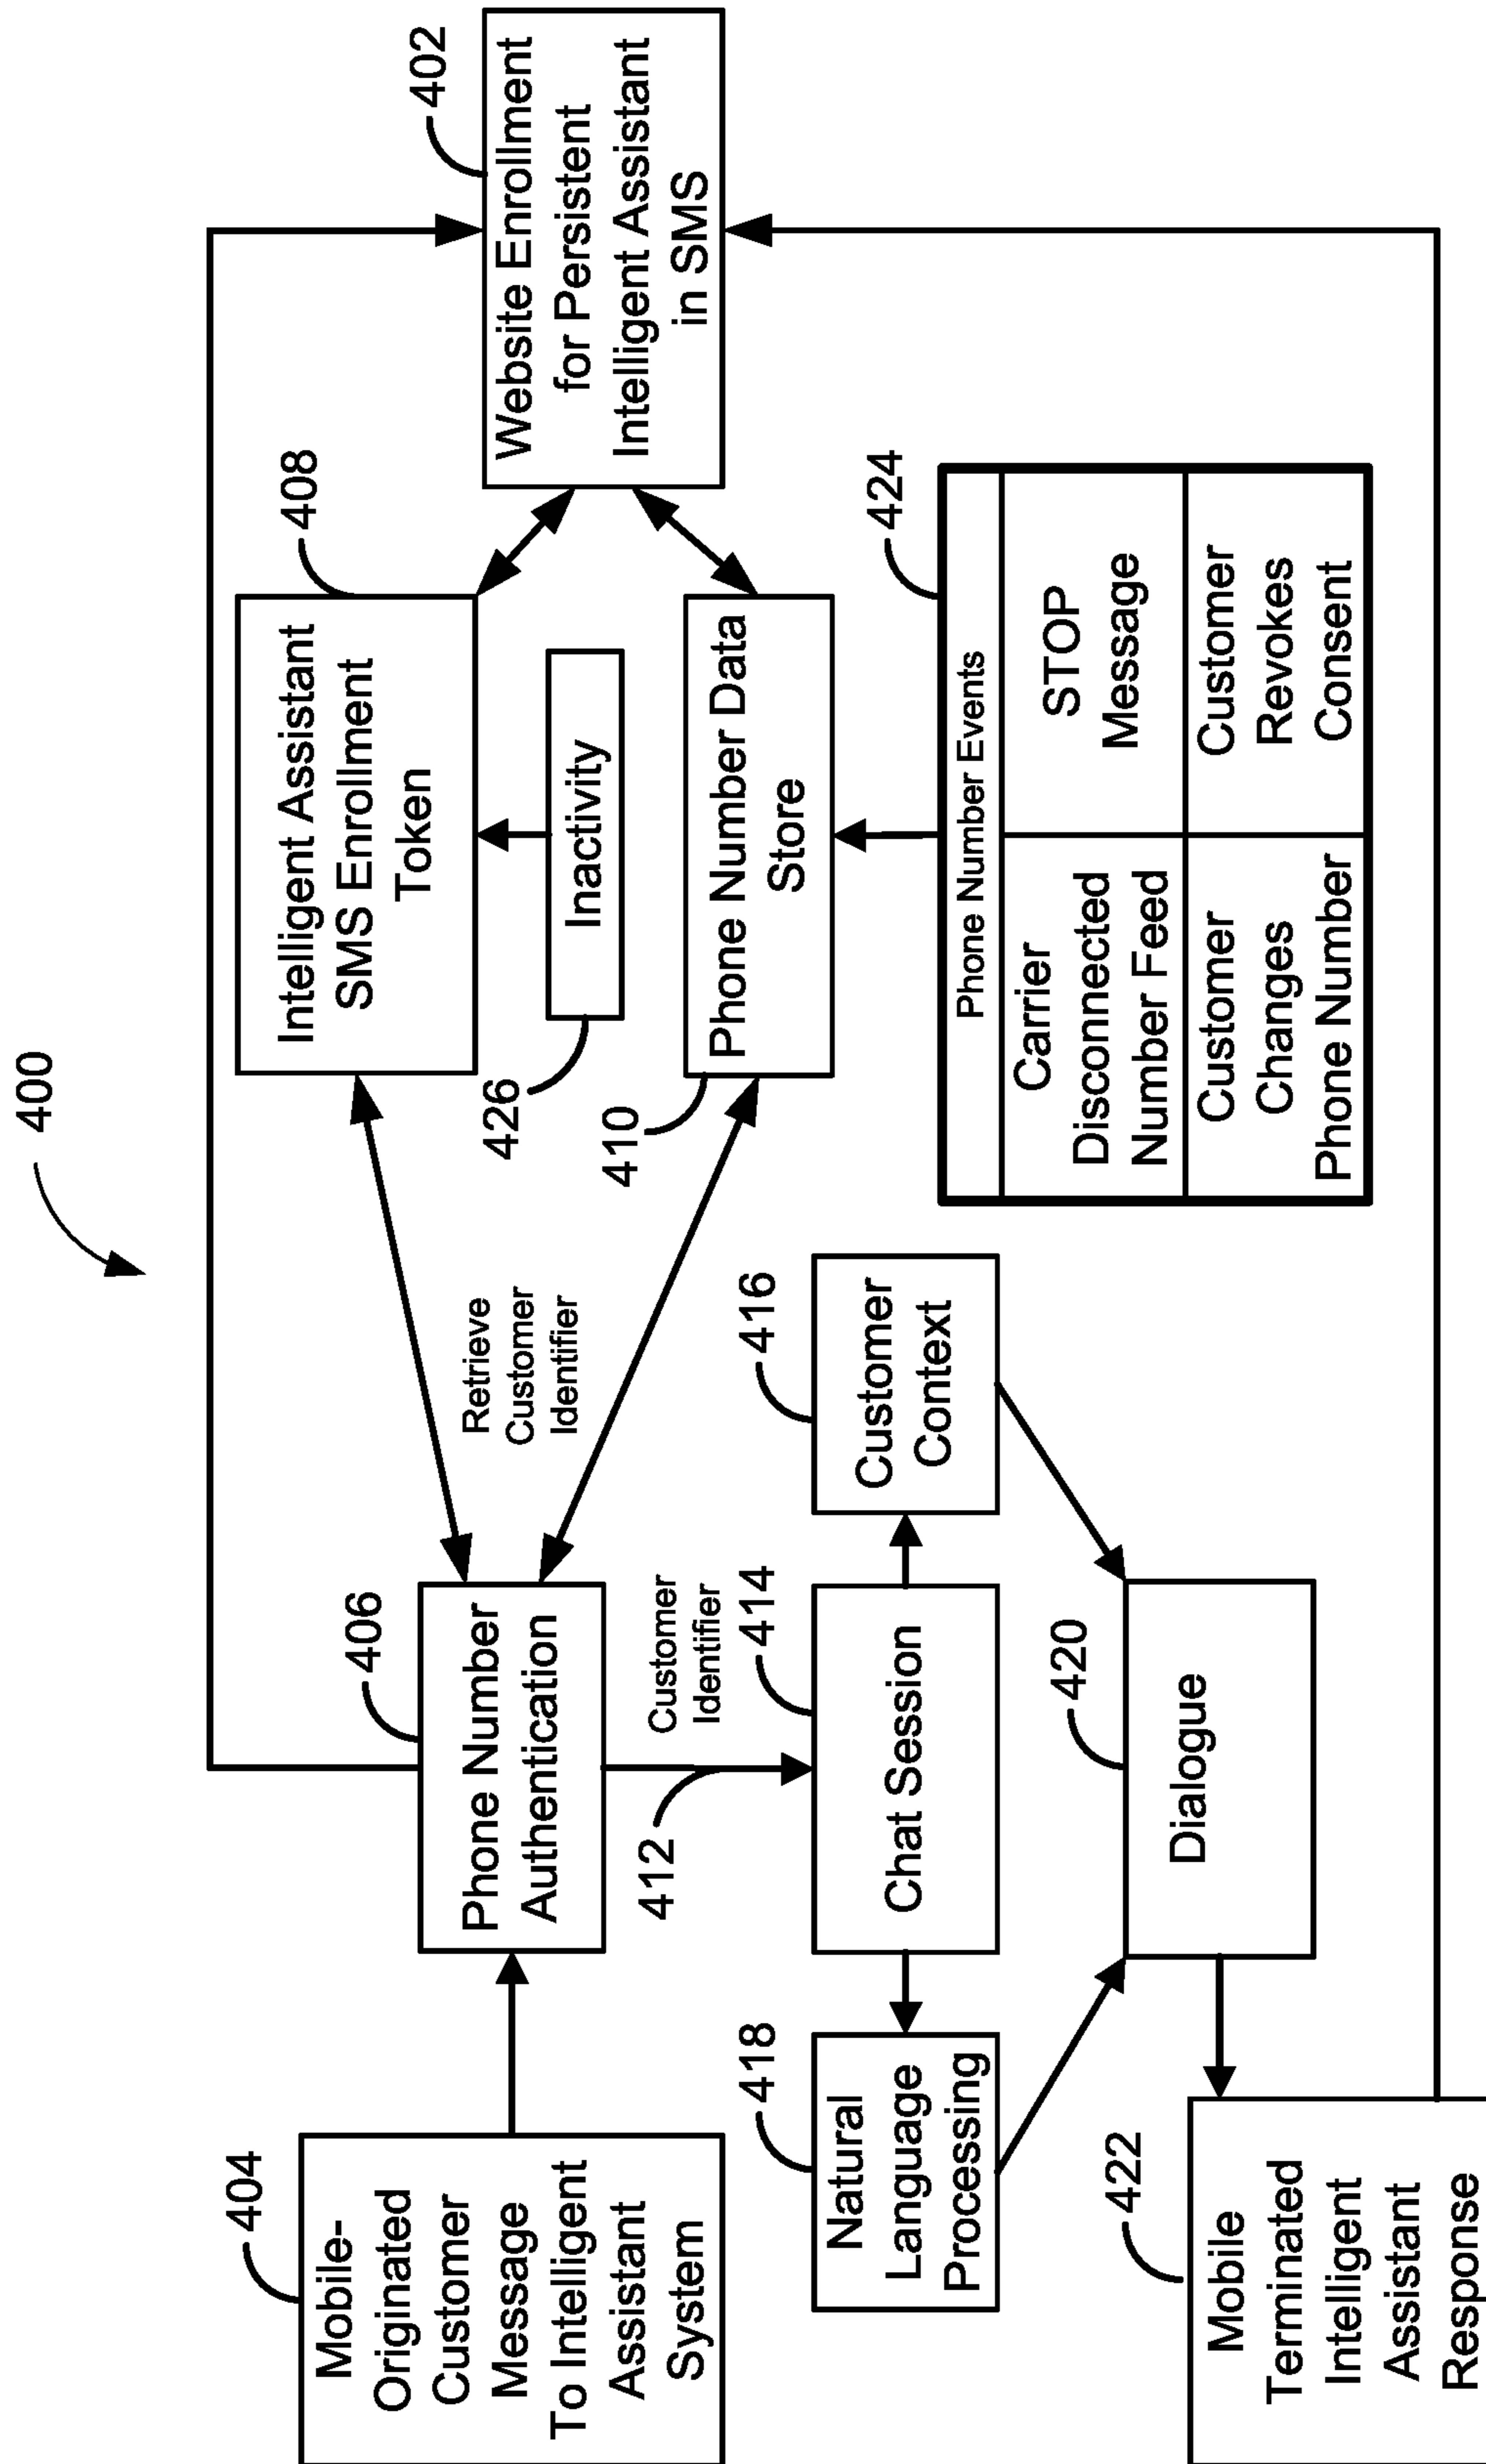 400
404
Mobile-
Originated
Customer
Message
To Intelligent
Assistant
System
406
Phone Number
Authentication
Retrieve
Customer
Identifier
408
Intelligent Assistant
SMS Enrollment
Token
426
Inactivity
410
Phone Number Data
Store
402
Website Enrollment
for Persistent
Intelligent Assistant
in SMS
412
Customer
Identifier
418
Natural
Language
Processing
414
Chat Session
416
Customer
Context
420
Dialogue
422
Mobile
Terminated
Intelligent
Assistant
Response
424
Phone Number Events
Carrier
Disconnected
Number Feed
STOP
Message
Customer
Changes
Phone Number
Customer
Revokes
Consent